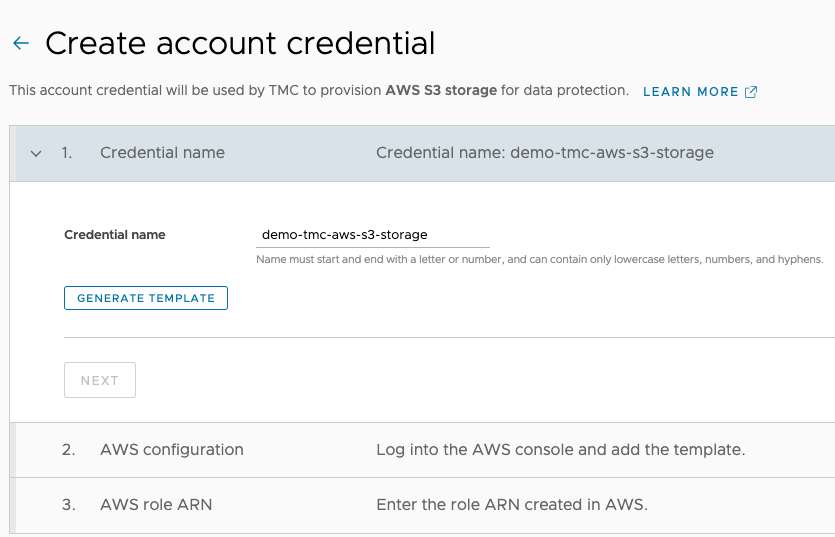 Create account credential
This account credential will be used by TMC to provision AWS S3 storage for data protection. LEARN MORE
1. Credential name Credential name: demo-tmc-aws-s3-storage
Credential name demo-tmc-aws-s3-storage
Name must start and end with a letter or number, and can contain only lowercase letters, numbers, and hyphens.
GENERATE TEMPLATE
NEXT
2. AWS configuration Log into the AWS console and add the template.
3. AWS role ARN Enter the role ARN created in AWS.